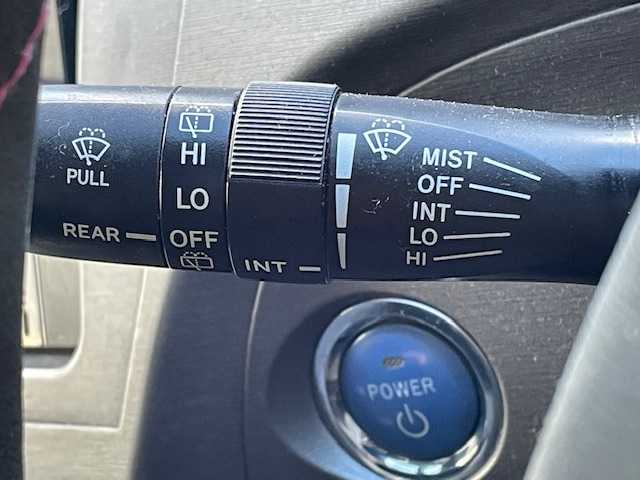 PULL
REAR
HI
LO
OFF
INT
MIST
OFF
INT
LO
HI
POWER